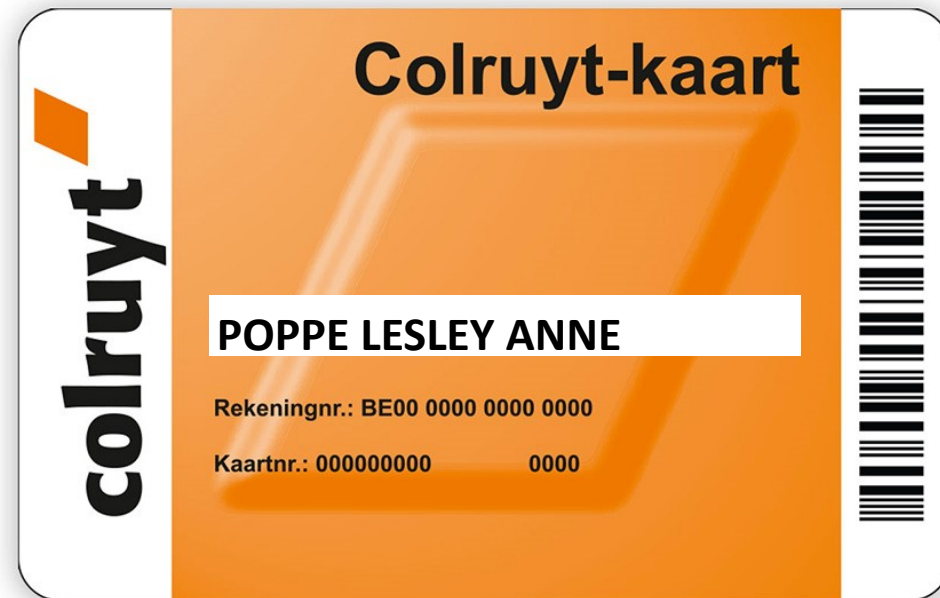 colruyt
Colruyt-kaart
POPPE LESLEY ANNE
Rekeningnr.: BE00 0000 0000 0000
Kaartnr.: 000000000 0000